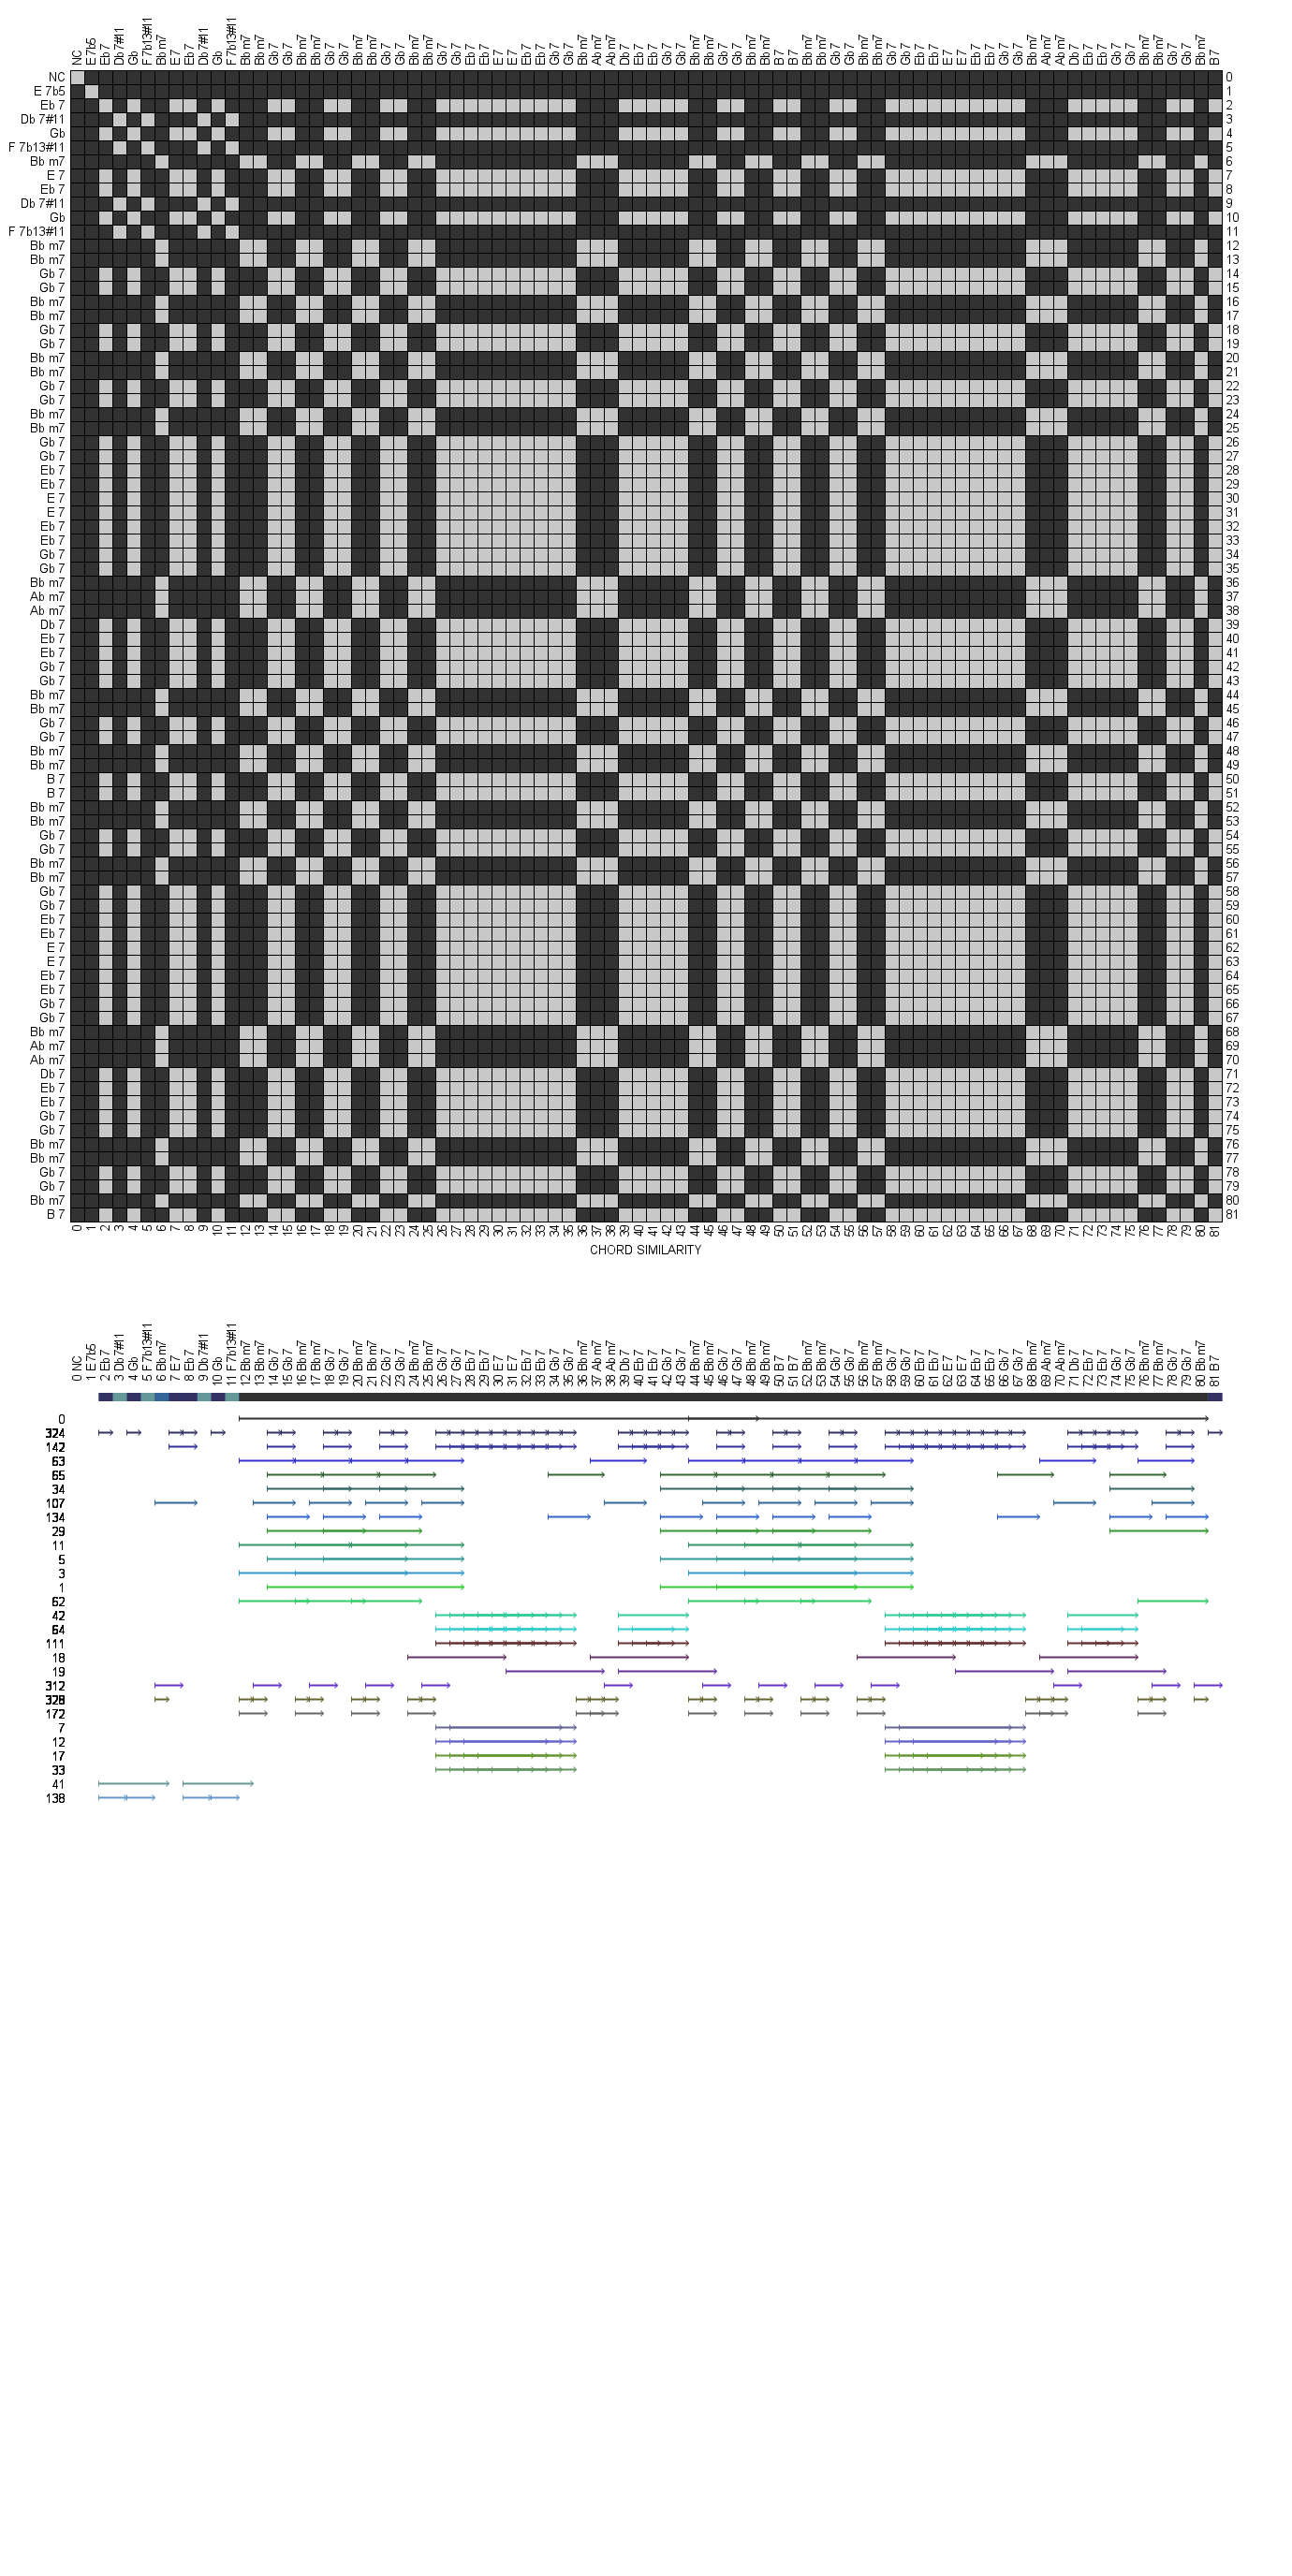 NC E 7b5 Eb 7 Db 7#11 Gb F 7b13#11 Bb m7 E 7 Eb 7 Db 7#11 Gb F 7b13#11 Bb m7 Bb m7 Gb 7 Gb 7 Bb m7 Bb m7 Gb 7 Gb 7 Bb m7 Bb m7 Gb 7 Gb 7 Bb m7 Bb m7 Gb 7 Gb 7 Eb 7 Eb 7 E 7 E 7 Eb 7 Eb 7 Gb 7 Gb 7 Bb m7 Ab m7 Ab m7 Db 7 Eb 7 Eb 7 Gb 7 Gb 7 Bb m7 Bb m7 Gb 7 Gb 7 Bb m7 Bb m7 B 7 B 7 Bb m7 Bb m7 Gb 7 Gb 7 Bb m7 Bb m7 Gb 7 Gb 7 Eb 7 Eb 7 E 7 E 7 Eb 7 Eb 7 Gb 7 Gb 7 Bb m7 Ab m7 Ab m7 Db 7 Eb 7 Eb 7 Gb 7 Gb 7 Bb m7 Bb m7 Gb 7 Gb 7 Bb m7 B 7
NC 0
E 7b5 1
Eb 7 2
Db 7#11 3
Gb 4
F 7b13#11 5
Bb m7 6
E 7 7
Eb 7 8
Db 7#11 9
Gb 10
F 7b13#11 11
Bb m7 12
Bb m7 13
Gb 7 14
Gb 7 15
Bb m7 16
Bb m7 17
Gb 7 18
Gb 7 19
Bb m7 20
Bb m7 21
Gb 7 22
Gb 7 23
Bb m7 24
Bb m7 25
Gb 7 26
Gb 7 27
Eb 7 28
Eb 7 29
E 7 30
E 7 31
Eb 7 32
Eb 7 33
Gb 7 34
Gb 7 35
Bb m7 36
Ab m7 37
Ab m7 38
Db 7 39
Eb 7 40
Eb 7 41
Gb 7 42
Gb 7 43
Bb m7 44
Bb m7 45
Gb 7 46
Gb 7 47
Bb m7 48
Bb m7 49
B 7 50
B 7 51
Bb m7 52
Bb m7 53
Gb 7 54
Gb 7 55
Bb m7 56
Bb m7 57
Gb 7 58
Gb 7 59
Eb 7 60
Eb 7 61
E 7 62
E 7 63
Eb 7 64
Eb 7 65
Gb 7 66
Gb 7 67
Bb m7 68
Ab m7 69
Ab m7 70
Db 7 71
Eb 7 72
Eb 7 73
Gb 7 74
Gb 7 75
Bb m7 76
Bb m7 77
Gb 7 78
Gb 7 79
Bb m7 80
B 7 81
0 1 2 3 4 5 6 7 8 9 10 11 12 13 14 15 16 17 18 19 20 21 22 23 24 25 26 27 28 29 30 31 32 33 34 35 36 37 38 39 40 41 42 43 44 45 46 47 48 49 50 51 52 53 54 55 56 57 58 59 60 61 62 63 64 65 66 67 68 69 70 71 72 73 74 75 76 77 78 79 80 81
CHORD SIMILARITY
0 NC 1 E 7b5 2 Eb 7 3 Db 7#11 4 Gb 5 F 7b13#11 6 Bb m7 7 E 7 8 Eb 7 9 Db 7#11 10 Gb 11 F 7b13#11 12 Bb m7 13 Bb m7 14 Gb 7 15 Gb 7 16 Bb m7 17 Bb m7 18 Gb 7 19 Gb 7 20 Bb m7 21 Bb m7 22 Gb 7 23 Gb 7 24 Bb m7 25 Bb m7 26 Gb 7 27 Gb 7 28 Eb 7 29 Eb 7 30 E 7 31 E 7 32 Eb 7 33 Eb 7 34 Gb 7 35 Gb 7 36 Bb m7 37 Ab m7 38 Ab m7 39 Db 7 40 Eb 7 41 Eb 7 42 Gb 7 43 Gb 7 44 Bb m7 45 Bb m7 46 Gb 7 47 Gb 7 48 Bb m7 49 Bb m7 50 B 7 51 B 7 52 Bb m7 53 Bb m7 54 Gb 7 55 Gb 7 56 Bb m7 57 Bb m7 58 Gb 7 59 Gb 7 60 Eb 7 61 Eb 7 62 E 7 63 E 7 64 Eb 7 65 Eb 7 66 Gb 7 67 Gb 7 68 Bb m7 69 Ab m7 70 Ab m7 71 Db 7 72 Eb 7 73 Eb 7 74 Gb 7 75 Gb 7 76 Bb m7 77 Bb m7 78 Gb 7 79 Gb 7 80 Bb m7 81 B 7
0
142
63
65
34
107
134
29
11
5
3
1
62
42
64
111
18
19
312
172
7
12
17
33
41
138